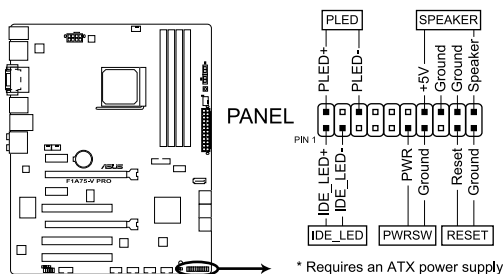 PLED
SPEAKER
PLED+
PLED-
+5V
Ground
Ground
Speaker
PANEL
PIN 1
IDE_LED+
IDE_LED-
PWR
Ground
Reset
Ground
IDE_LED
PWRSW
RESET
* Requires an ATX power supply
/ISUS
F1A75-V PRO